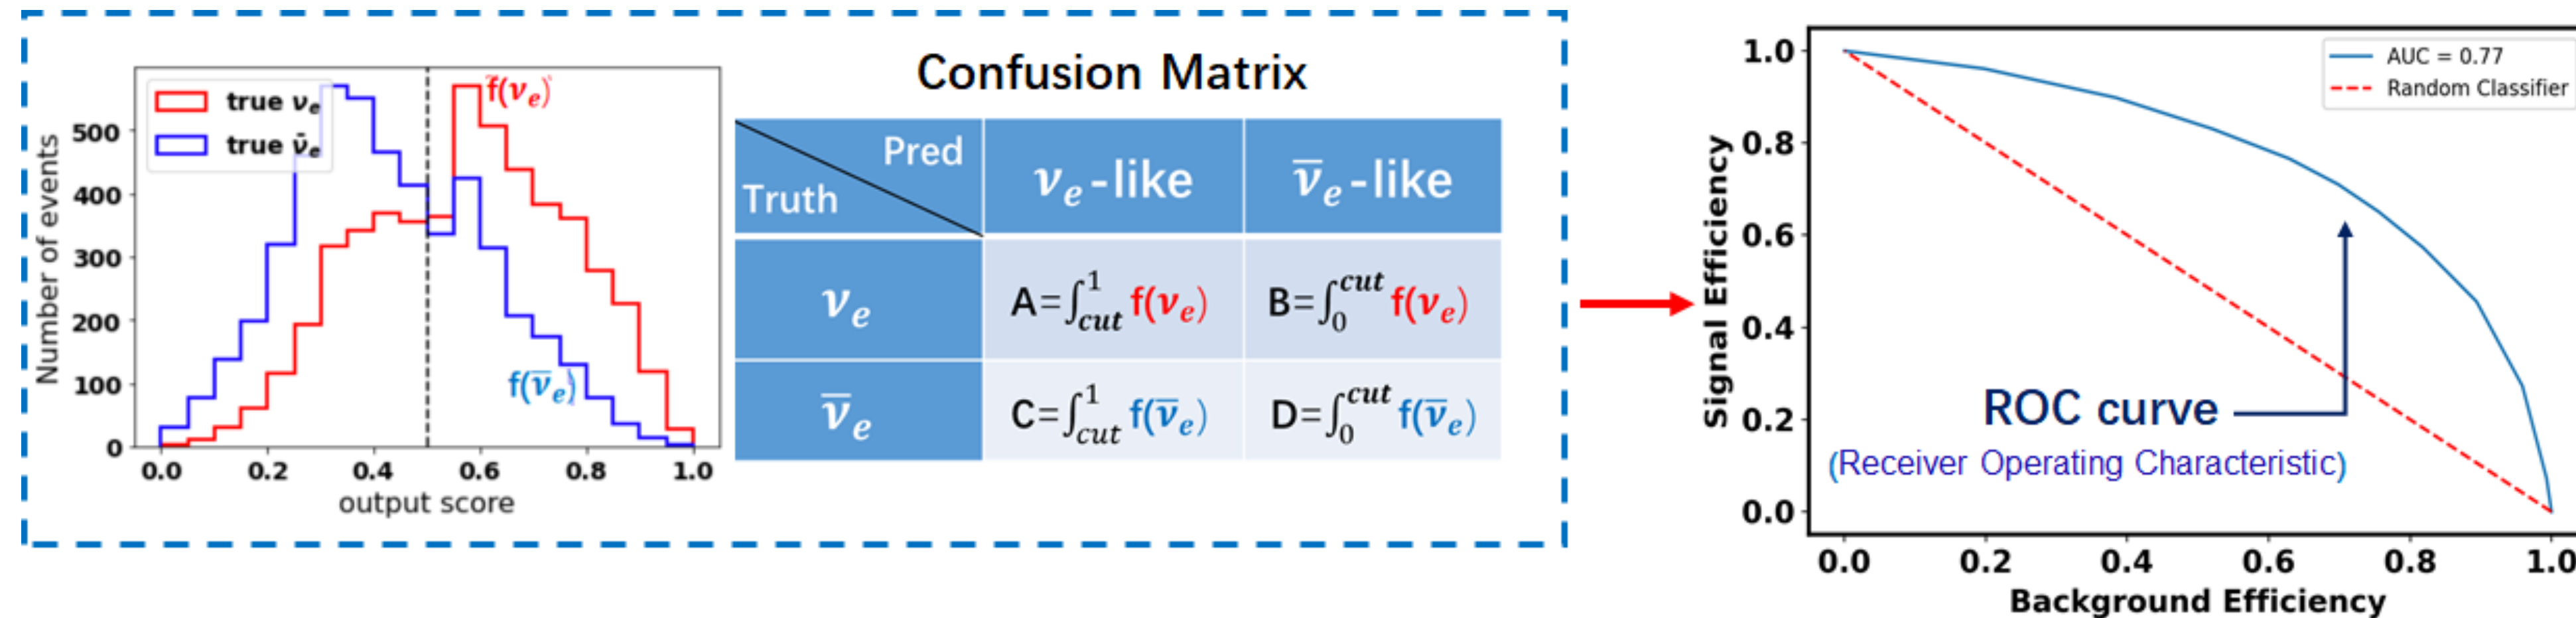 true νₑ
true ν̄ₑ
f(νₑ)
f(ν̄ₑ)
Number of events
500
400
300
200
100
0
0.0 0.2 0.4 0.6 0.8 1.0
output score
Confusion Matrix
Pred
Truth
νₑ-like
ν̄ₑ-like
νₑ
A=∫¹cut f(νₑ)
B=∫₀cut f(νₑ)
ν̄ₑ
C=∫¹cut f(ν̄ₑ)
D=∫₀cut f(ν̄ₑ)
Signal Efficiency
1.0
0.8
0.6
0.4
0.2
0.0
AUC = 0.77
Random Classifier
ROC curve
(Receiver Operating Characteristic)
0.0 0.2 0.4 0.6 0.8 1.0
Background Efficiency